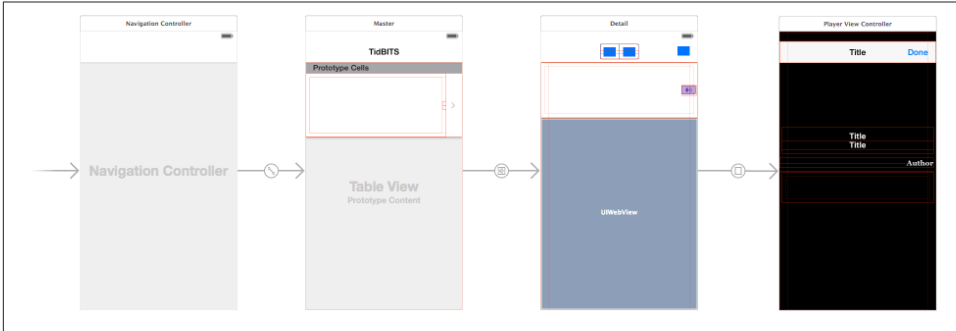 Navigation Controller
Master
Detail
Player View Controller
TidBITS
Title
Done
Prototype Cells
Title
Title
Author
Navigation Controller
Table View
Prototype Content
UIWebView